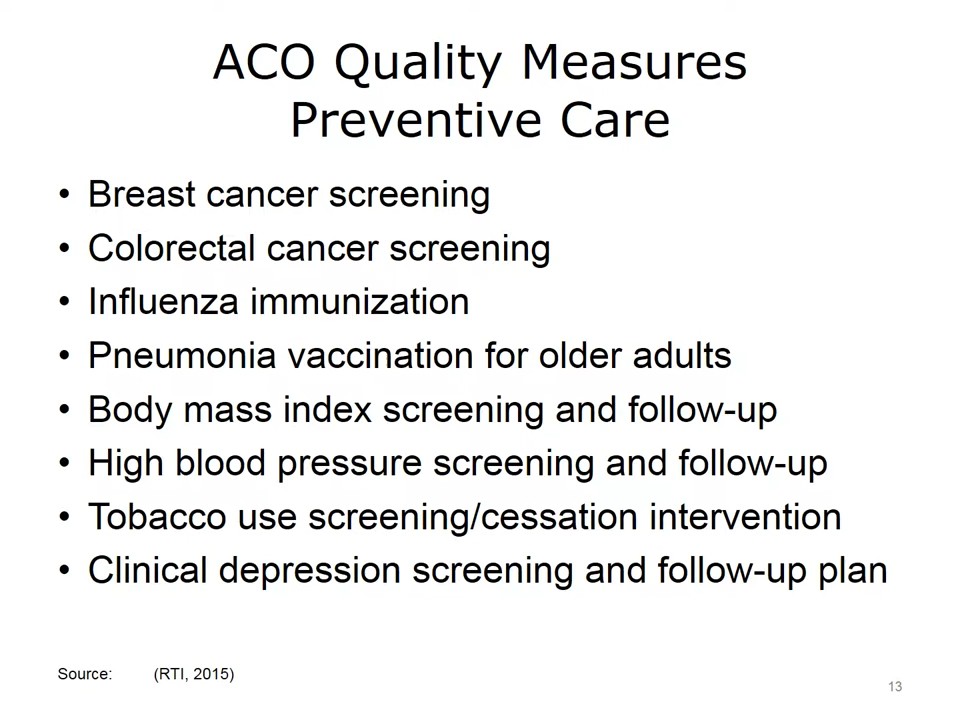 ACO Quality Measures
Preventive Care
• Breast cancer screening
• Colorectal cancer screening
• Influenza immunization
• Pneumonia vaccination for older adults
• Body mass index screening and follow-up
• High blood pressure screening and follow-up
• Tobacco use screening/cessation intervention
• Clinical depression screening and follow-up plan
Source: (RTI, 2015)
13